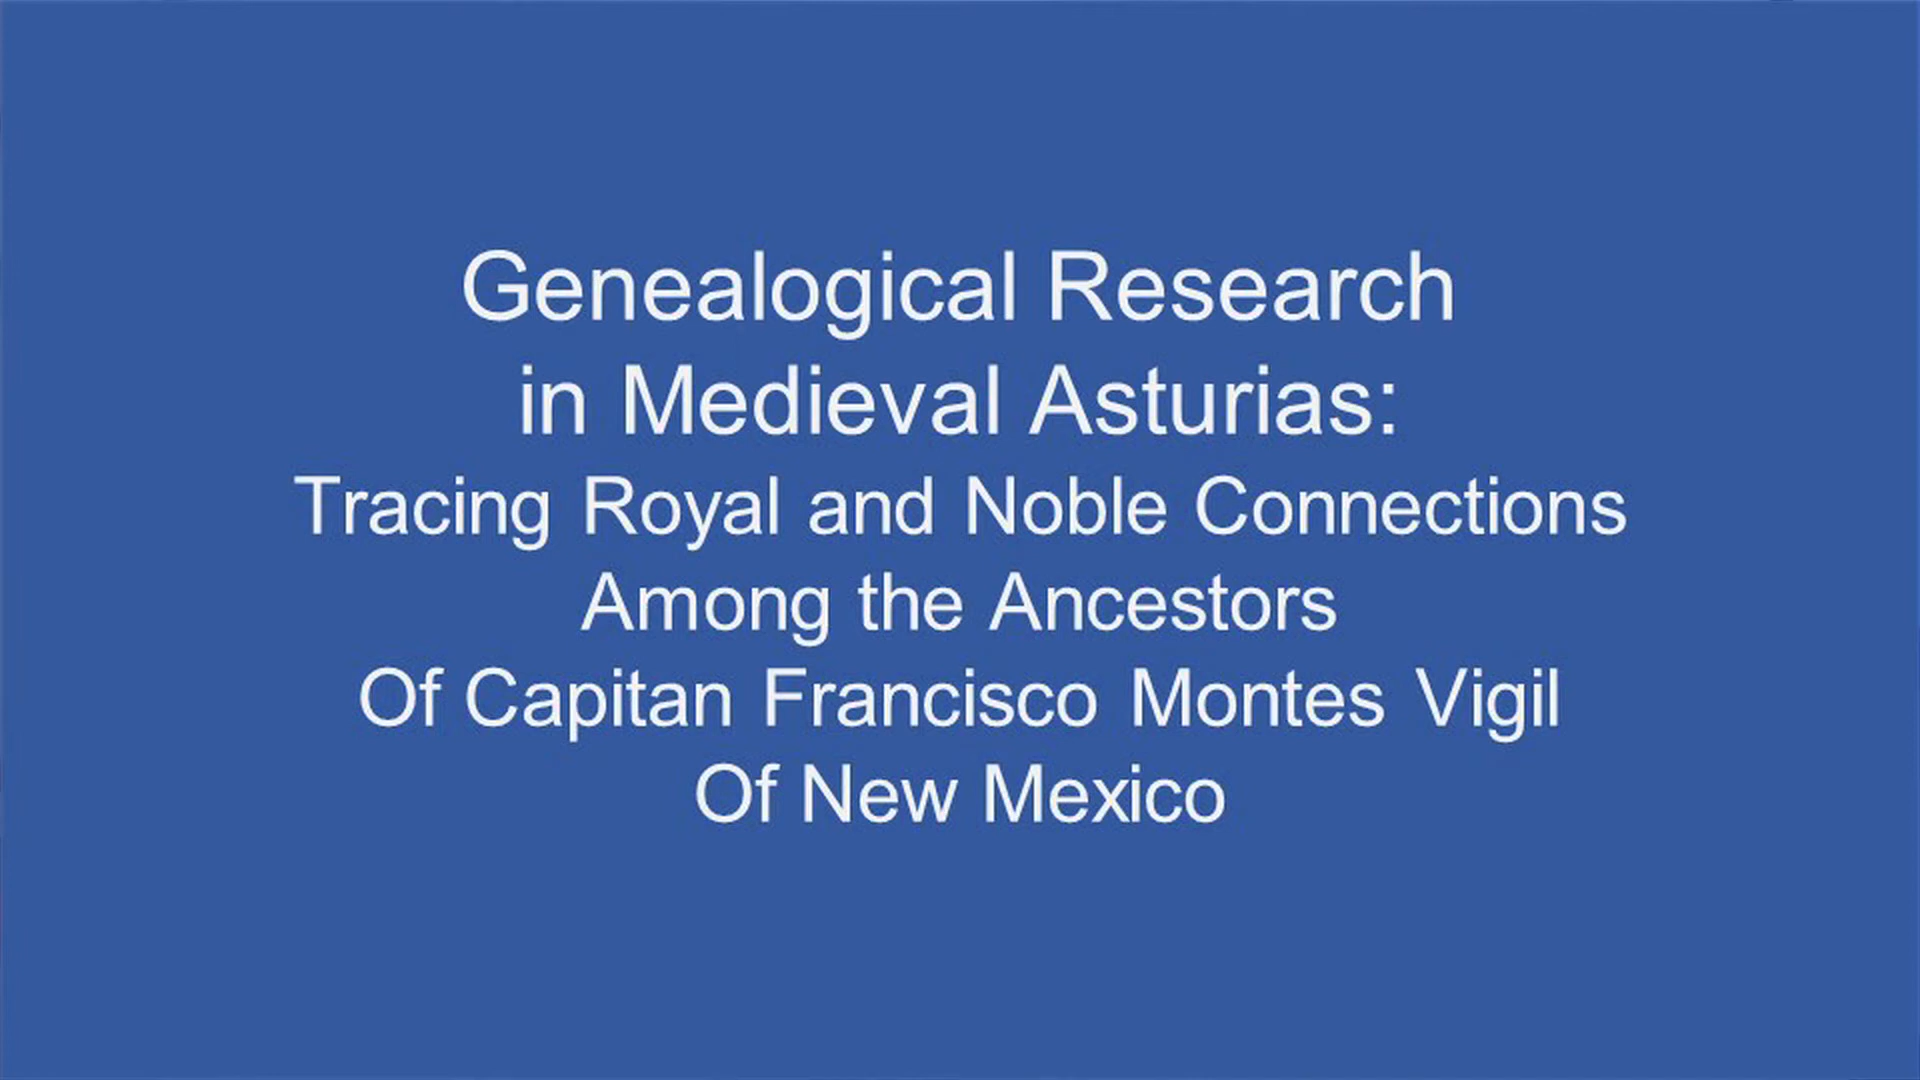 Genealogical Research
in Medieval Asturias:
Tracing Royal and Noble Connections
Among the Ancestors
Of Capitan Francisco Montes Vigil
Of New Mexico